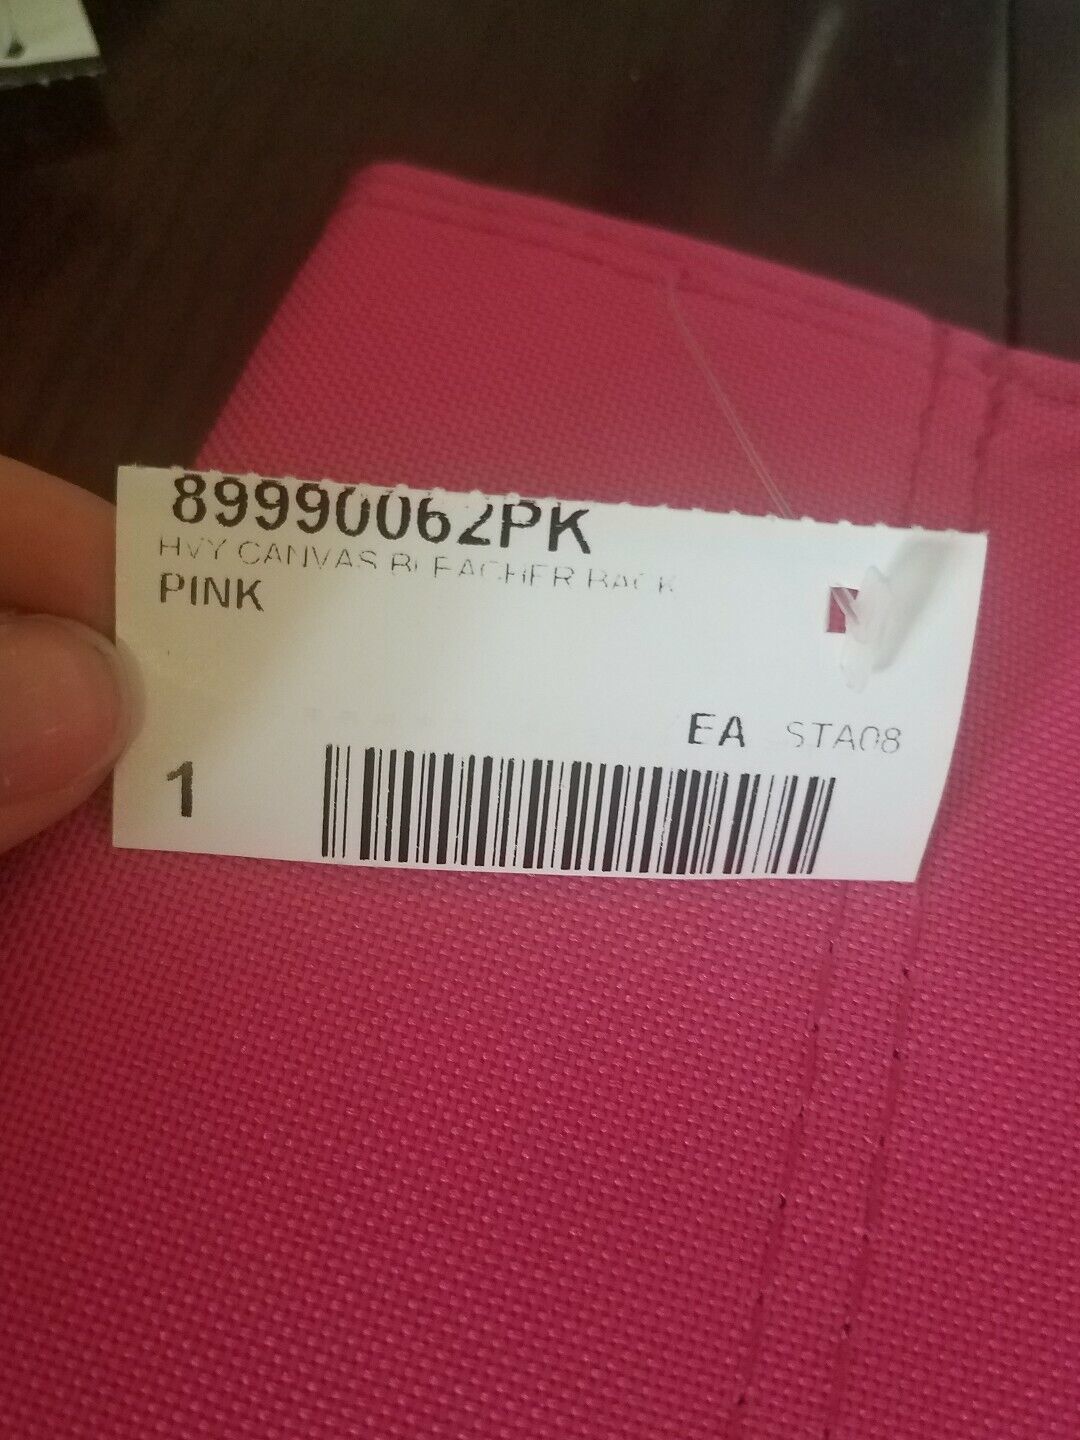 89990062PK
HVY CANVAS BLEACHER BACK
PINK
EA STA08
1